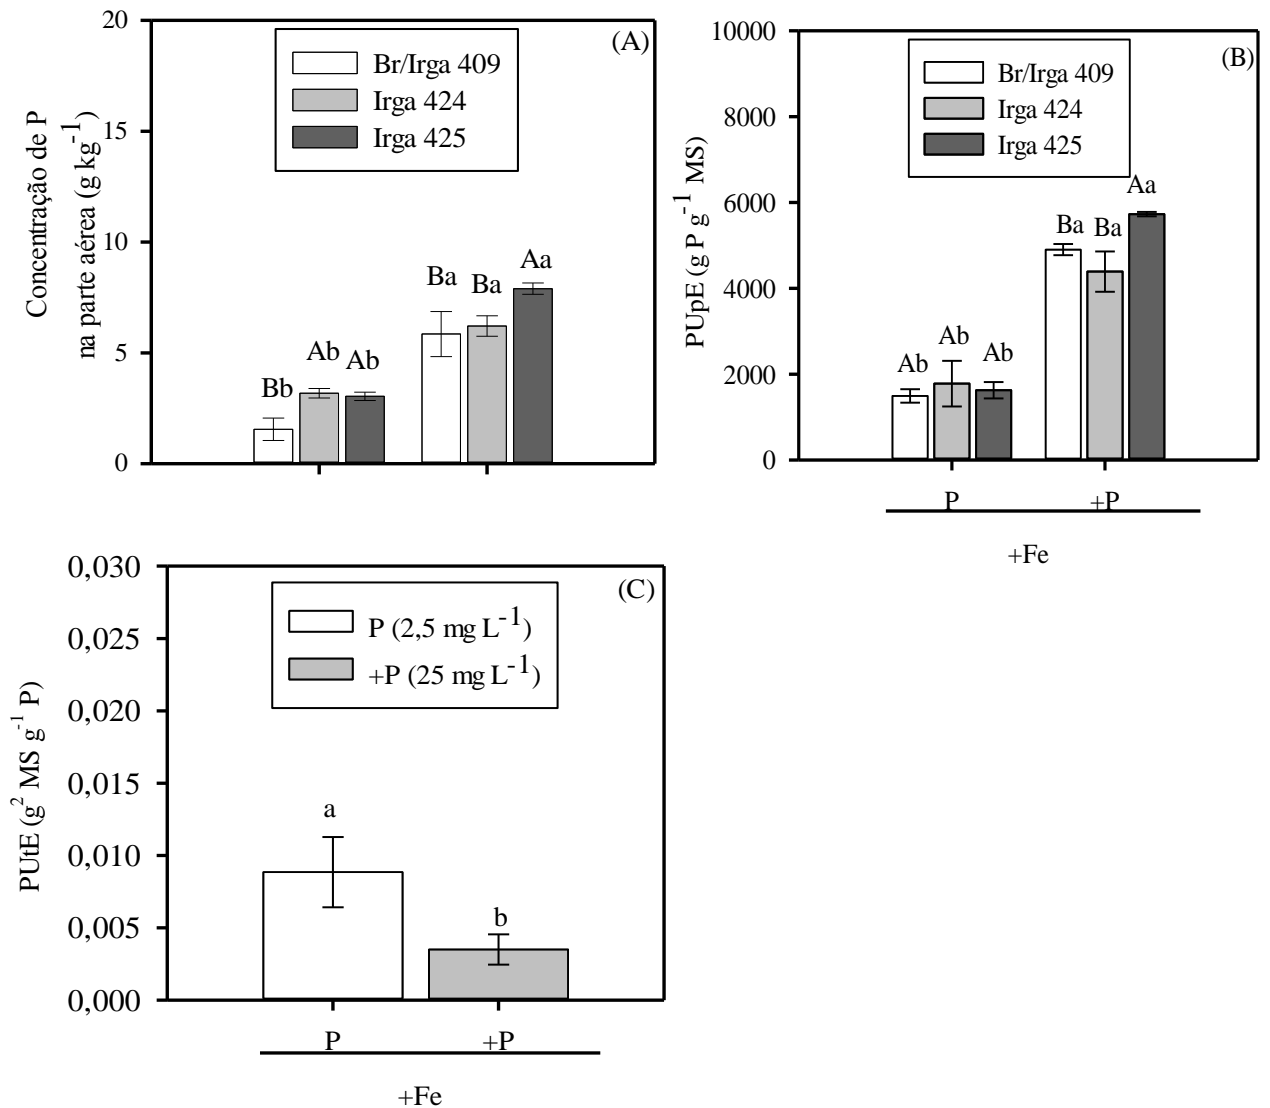 (A)
Br/Irga 409
Irga 424
Irga 425
Concentração de P
na parte aérea (g kg⁻¹)
20
15
10
5
0
Bb
Ab
Ab
Ba
Ba
Aa
(B)
Br/Irga 409
Irga 424
Irga 425
PUpE (g P g⁻¹ MS)
10000
8000
6000
4000
2000
0
Ab
Ab
Ab
Ba
Ba
Aa
P
+P
+Fe
(C)
P (2,5 mg L⁻¹)
+P (25 mg L⁻¹)
PUtE (g² MS g⁻¹ P)
0,030
0,025
0,020
0,015
0,010
0,005
0,000
a
b
P
+P
+Fe